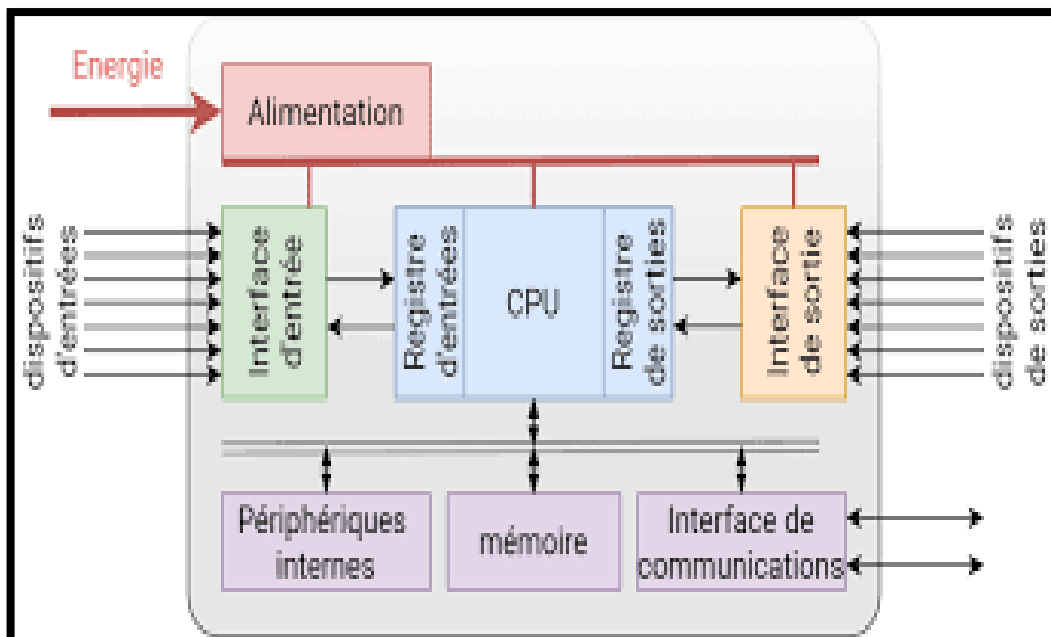 Energie
Alimentation
dispositifs
d'entrées
Interface
d'entrée
Registre
d'entrées
CPU
Registre
de sorties
Interface
de sortie
dispositifs
de sorties
Périphériques
internes
mémoire
Interface de
communications